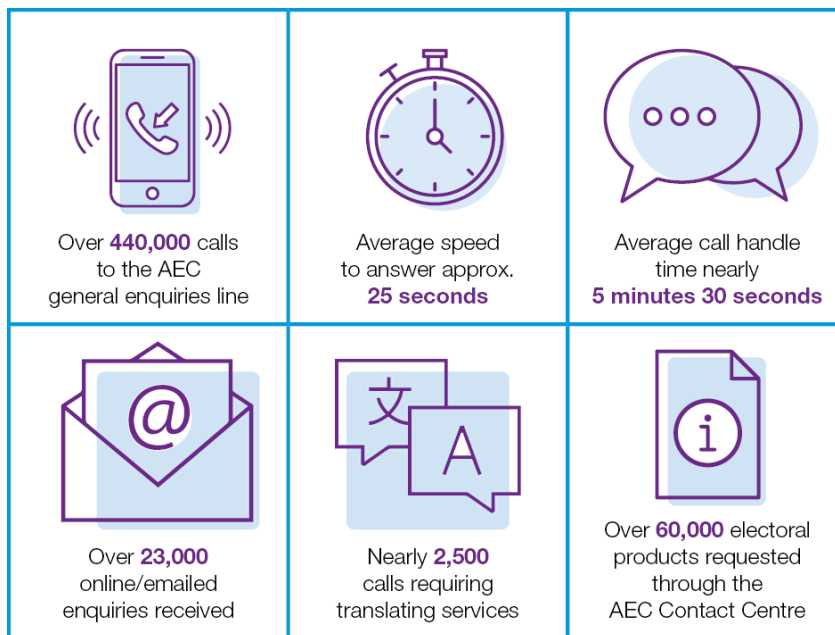 Over 440,000 calls
to the AEC
general enquiries line
Average speed
to answer approx.
25 seconds
Average call handle
time nearly
5 minutes 30 seconds
@
Over 23,000
online/emailed
enquiries received
文
A
Nearly 2,500
calls requiring
translating services
i
Over 60,000 electoral
products requested
through the
AEC Contact Centre